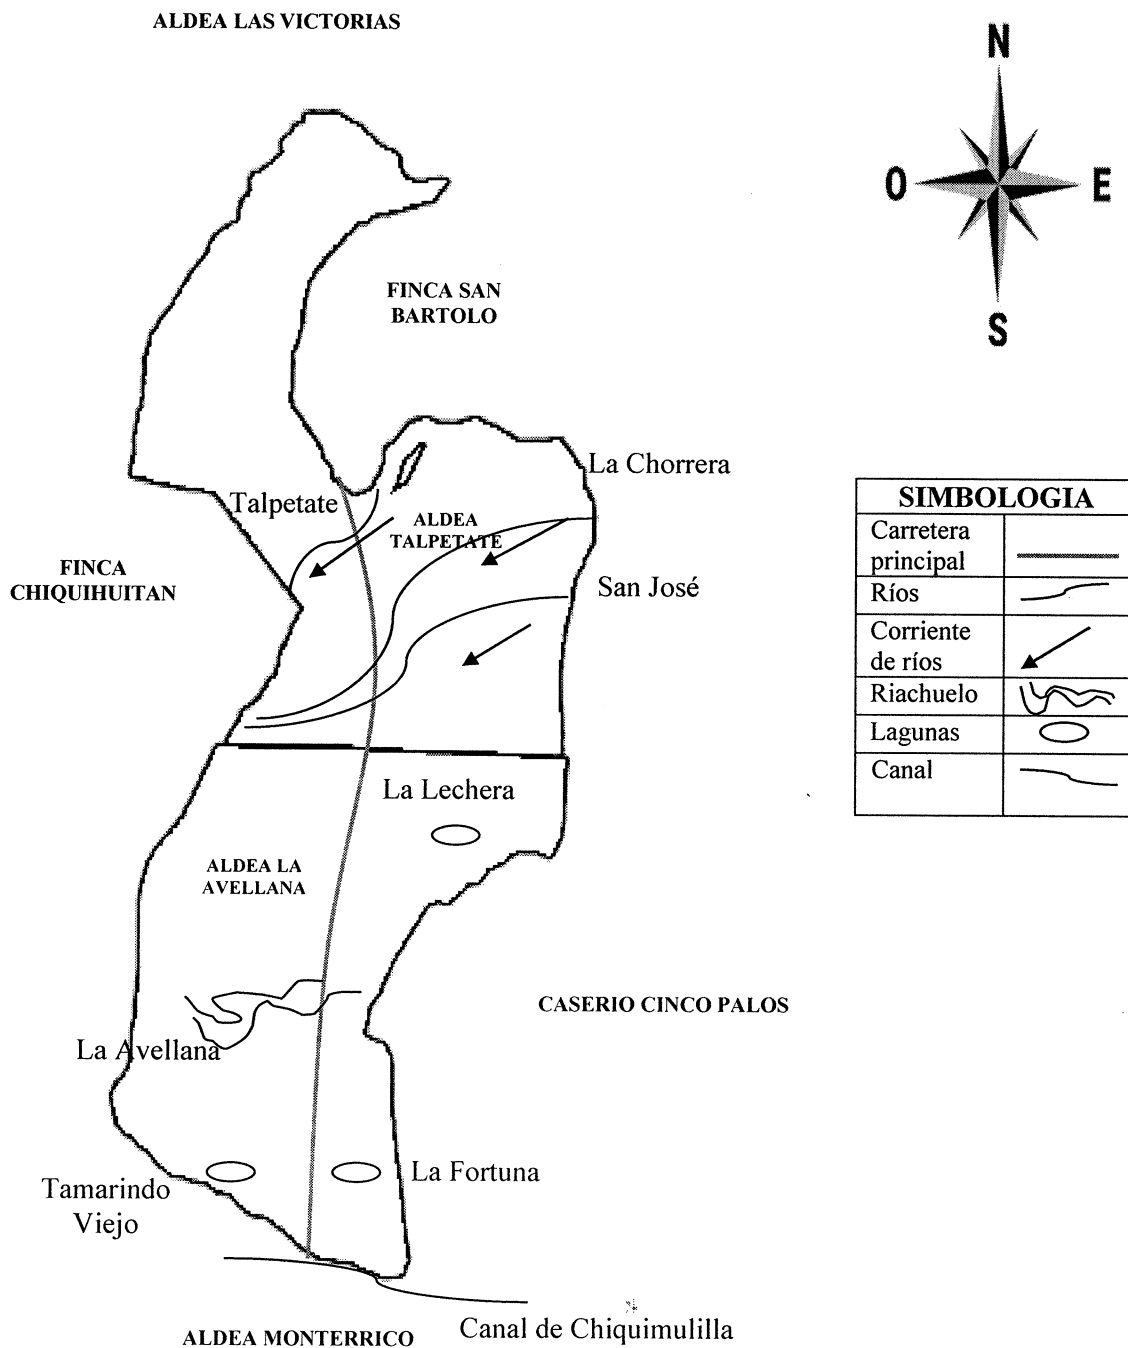 ALDEA LAS VICTORIAS
N
O
E
S
FINCA SAN
BARTOLO
La Chorrera
Talpetate
ALDEA
TALPETATE
FINCA
CHIQUIHUITAN
San José
SIMBOLOGIA
Carretera
principal
Ríos
Corriente
de ríos
Riachuelo
Lagunas
Canal
La Lechera
ALDEA LA
AVELLANA
CASERIO CINCO PALOS
La Avellana
La Fortuna
Tamarindo
Viejo
Canal de Chiquimulilla
ALDEA MONTERRICO